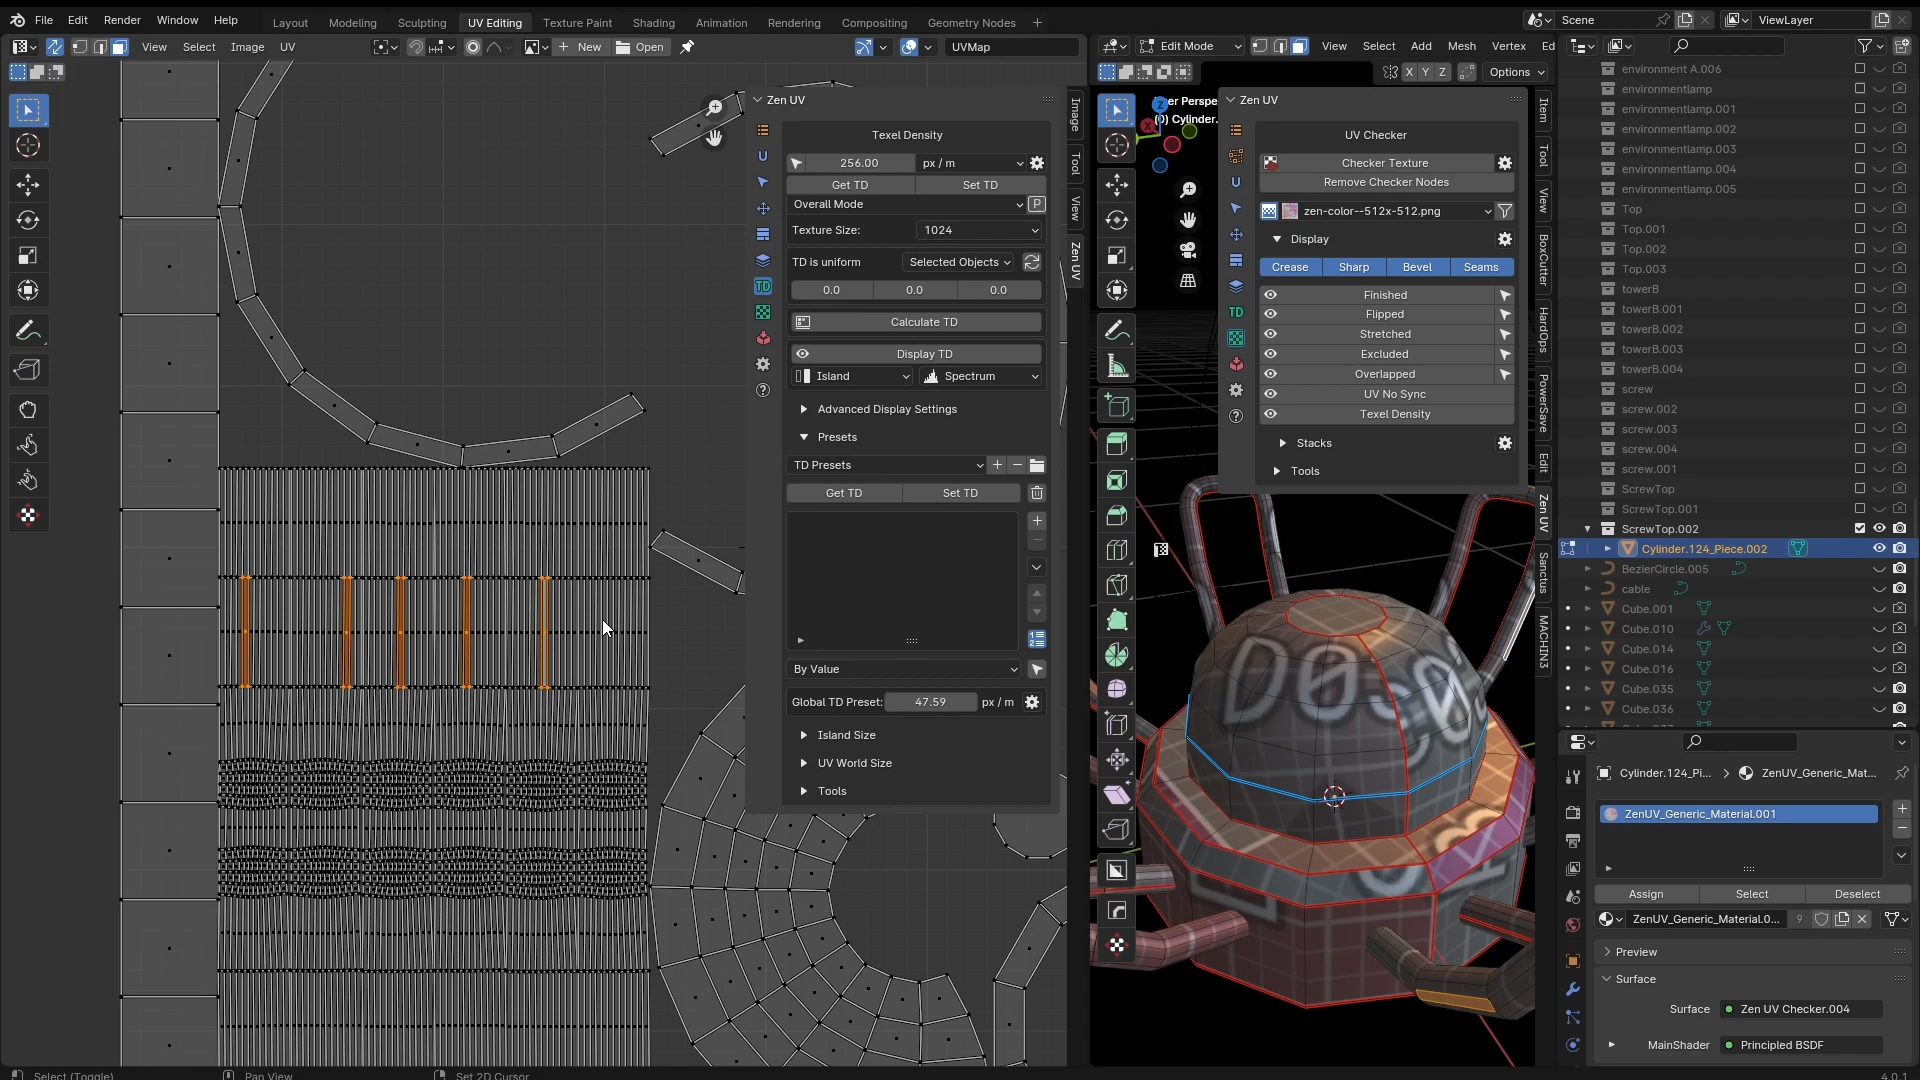 File Edit Render Window Help Layout Modeling Sculpting UV Editing Texture Paint Shading Animation Rendering Compositing Geometry Nodes + Scene ViewLayer
View Select Image UV New Open UVMap Edit Mode View Select Add Mesh Vertex Ed
X Y Z Options
Zen UV
Texel Density
256.00 px / m
Get TD Set TD
Overall Mode P
Texture Size: 1024
TD is uniform Selected Objects
0.0 0.0 0.0
Calculate TD
Display TD
Island Spectrum
Advanced Display Settings
Presets
TD Presets
Get TD Set TD
By Value
Global TD Preset: 47.59 px / m
Island Size
UV World Size
Tools
TD
Image
Tool
View
Zen UV
er Perspe
(0) Cylinder.
Z
Zen UV
UV Checker
Checker Texture
Remove Checker Nodes
zen-color--512x-512.png
Display
Crease Sharp Bevel Seams
Finished
Flipped
Stretched
Excluded
Overlapped
UV No Sync
Texel Density
Stacks
Tools
TD
Item
Tool
View
BoxCutter
HardOps
PowerSave
Edit
Zen UV
Sanctus
MACHIN3
environment A.006
environmentlamp
environmentlamp.001
environmentlamp.002
environmentlamp.003
environmentlamp.004
environmentlamp.005
Top
Top.001
Top.002
Top.003
towerB
towerB.001
towerB.002
towerB.003
towerB.004
screw
screw.002
screw.003
screw.004
screw.001
ScrewTop
ScrewTop.001
ScrewTop.002
Cylinder.124_Piece.002
BezierCircle.005
cable
Cube.001
Cube.010
Cube.014
Cube.016
Cube.035
Cube.036
Cylinder.124_Pi... ZenUV_Generic_Mat...
ZenUV_Generic_Material.001
Assign Select Deselect
ZenUV_Generic_Material.0... 9
Preview
Surface
Surface Zen UV Checker.004
MainShader Principled BSDF
Select (Toggle) Pan View Set 2D Cursor 4.0.1